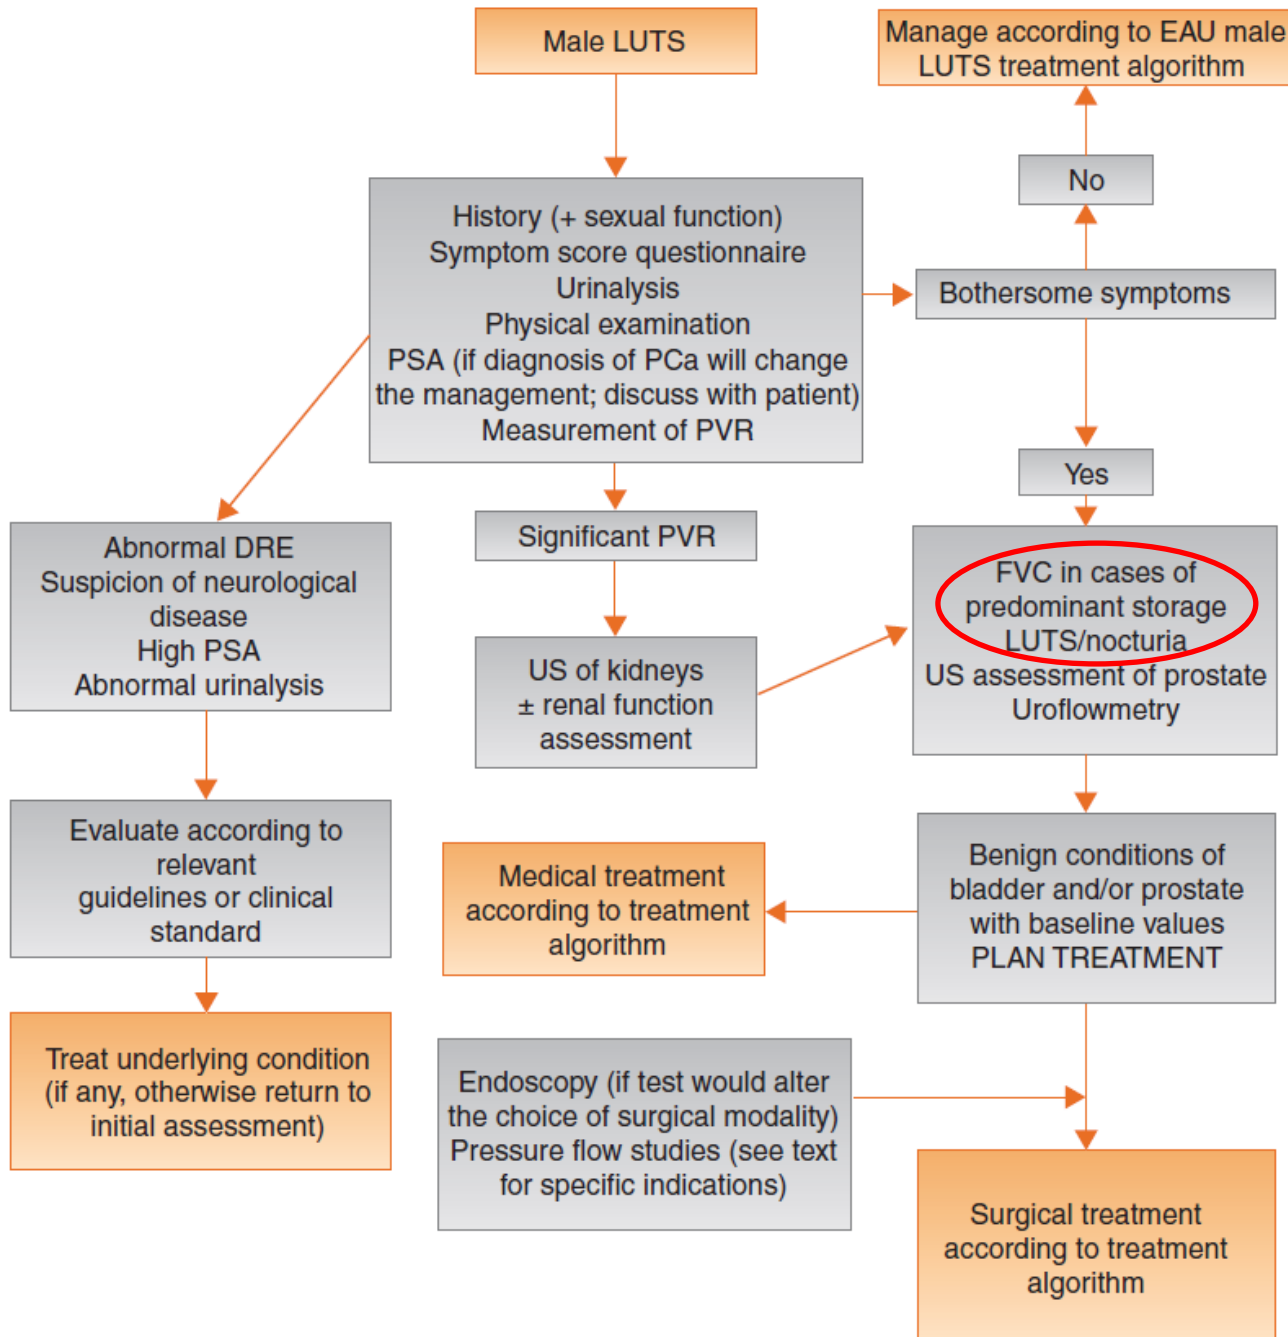 Male LUTS
Manage according to EAU male
LUTS treatment algorithm
No
History (+ sexual function)
Symptom score questionnaire
Urinalysis
Physical examination
PSA (if diagnosis of PCa will change
the management; discuss with patient)
Measurement of PVR
Bothersome symptoms
Yes
Abnormal DRE
Suspicion of neurological
disease
High PSA
Abnormal urinalysis
Significant PVR
FVC in cases of
predominant storage
LUTS/nocturia
US assessment of prostate
Uroflowmetry
US of kidneys
± renal function
assessment
Evaluate according to
relevant
guidelines or clinical
standard
Medical treatment
according to treatment
algorithm
Benign conditions of
bladder and/or prostate
with baseline values
PLAN TREATMENT
Treat underlying condition
(if any, otherwise return to
initial assessment)
Endoscopy (if test would alter
the choice of surgical modality)
Pressure flow studies (see text
for specific indications)
Surgical treatment
according to treatment
algorithm